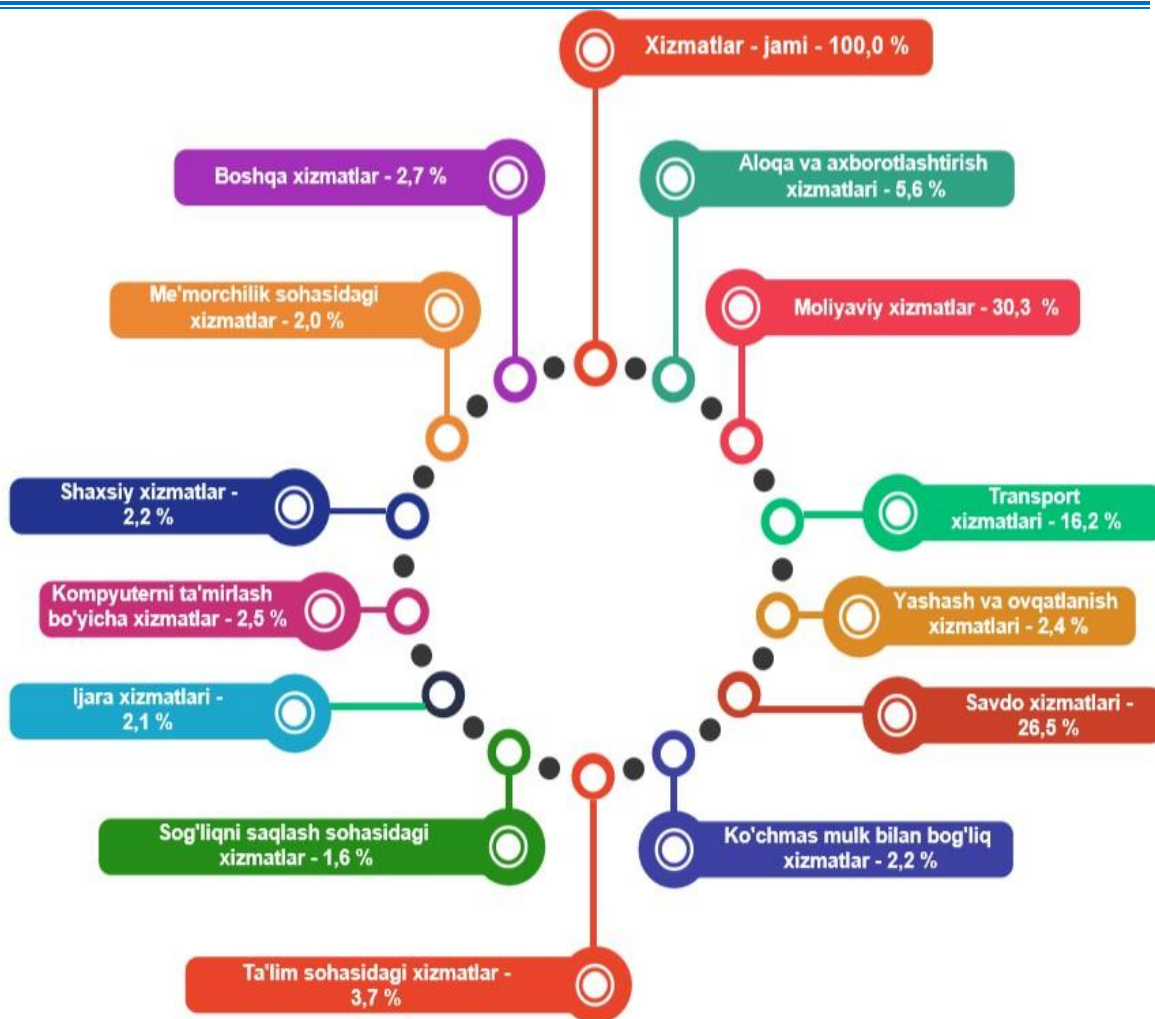 Xizmatlar - jami - 100,0 %
Boshqa xizmatlar - 2,7 %
Aloqa va axborotlashtirish
xizmatlari - 5,6 %
Me'morchilik sohasidagi
xizmatlar - 2,0 %
Moliyaviy xizmatlar - 30,3 %
Shaxsiy xizmatlar -
2,2 %
Transport
xizmatlari - 16,2 %
Kompyuterni ta'mirlash
bo'yicha xizmatlar - 2,5 %
Yashash va ovqatlanish
xizmatlari - 2,4 %
Ijara xizmatlari -
2,1 %
Savdo xizmatlari -
26,5 %
Sog'liqni saqlash sohasidagi
xizmatlar - 1,6 %
Ko'chmas mulk bilan bog'liq
xizmatlar - 2,2 %
Ta'lim sohasidagi xizmatlar -
3,7 %